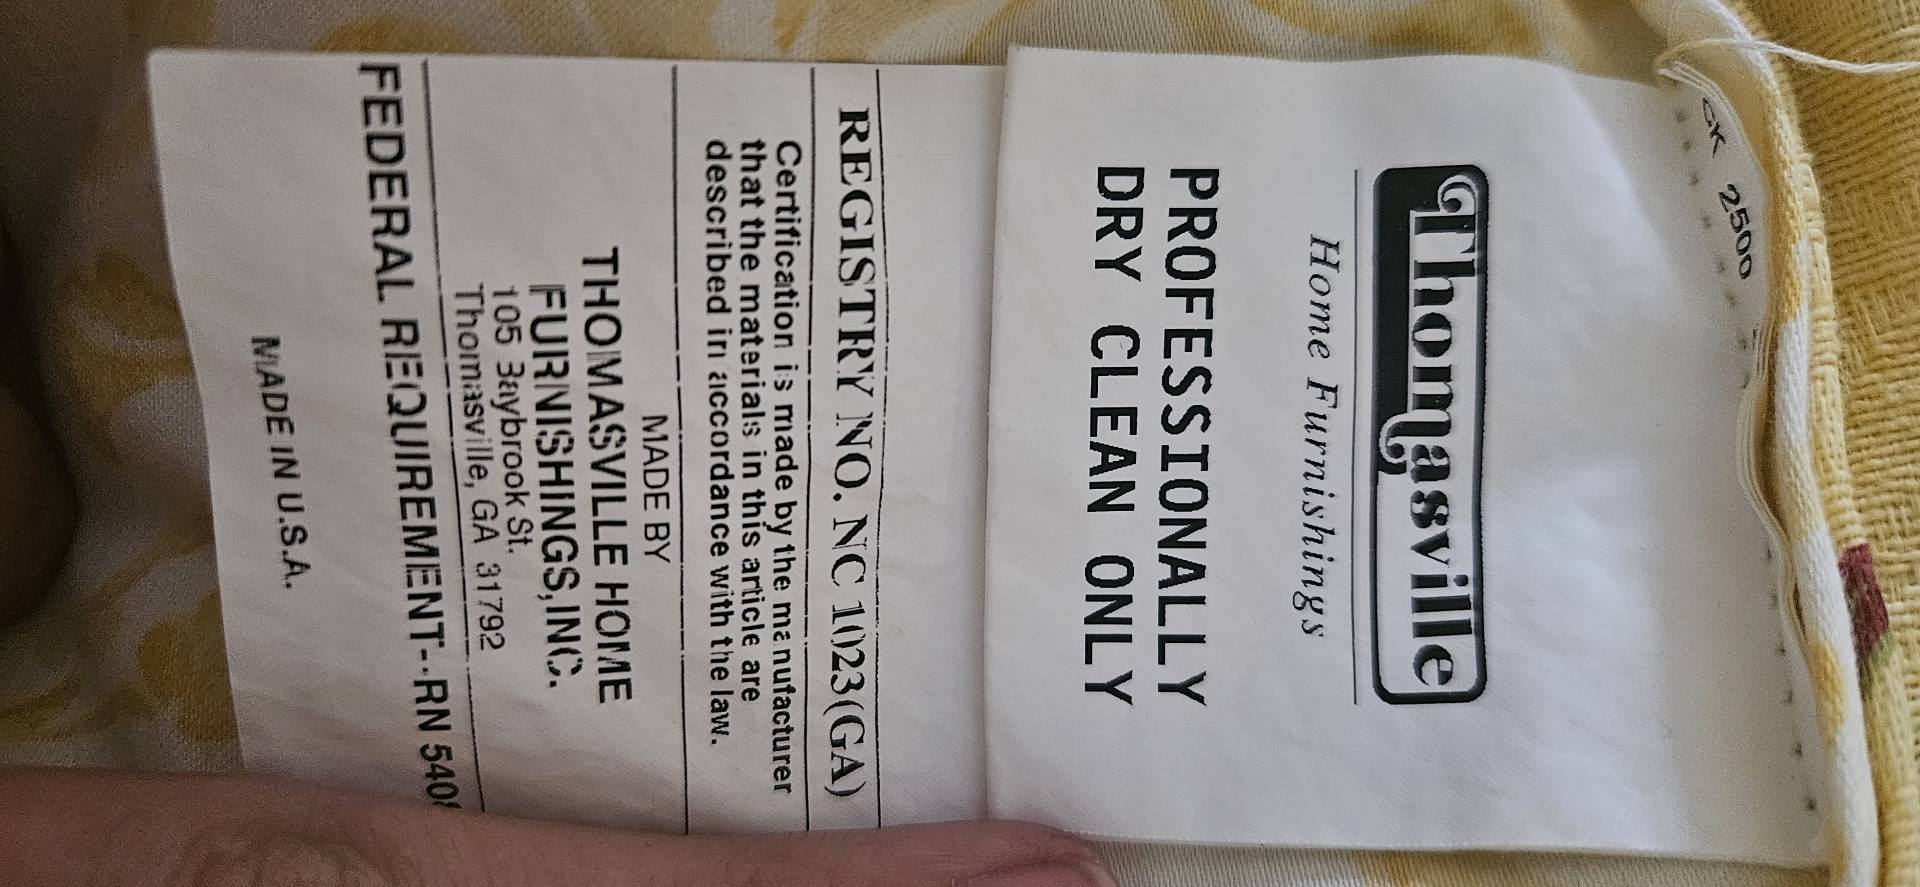 CK 2500
Thomasville
Home Furnishings
PROFESSIONALLY
DRY CLEAN ONLY
REGISTRY NO. NC 1023(GA)
Certification is made by the manufacturer
that the materials in this article are
described in accordance with the law.
MADE BY
THOMASVILLE HOME
FURNISHINGS,INC.
105 Baybrook St.
Thomasville, GA 31792
FEDERAL REQUIREMENT--RN
MADE IN U.S.A.